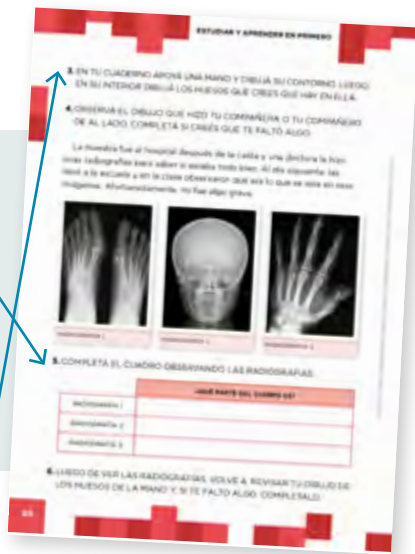 ESTUDIAR Y APRENDER EN PRIMERO
3. EN TU CUADERNO APOYÁ UNA MANO Y DIBUJÁ SU CONTORNO. LUEGO,
EN SU INTERIOR DIBUJÁ LOS HUESOS QUE CREES QUE HAY EN ELLA.
4. OBSERVÁ EL DIBUJO QUE HIZO TU COMPAÑERA O TU COMPAÑERO
DE AL LADO. COMPLETÁ SI CREÉS QUE TE FALTÓ ALGO.
La maestra fue al hospital después de la caída y una doctora le hizo
unas radiografías para saber si estaba todo bien. Al día siguiente las
llevó a la escuela y en la clase observaron qué era lo que se veía en esas
imágenes. Afortunadamente, no fue algo grave.
RADIOGRAFÍA 1
RADIOGRAFÍA 2
RADIOGRAFÍA 3
5. COMPLETÁ EL CUADRO OBSERVANDO LAS RADIOGRAFÍAS.
¿QUÉ PARTE DEL CUERPO ES?
RADIOGRAFÍA 1
RADIOGRAFÍA 2
RADIOGRAFÍA 3
6. LUEGO DE VER LAS RADIOGRAFÍAS, VOLVÉ A REVISAR TU DIBUJO DE
LOS HUESOS DE LA MANO Y, SI TE FALTÓ ALGO, COMPLETALO.